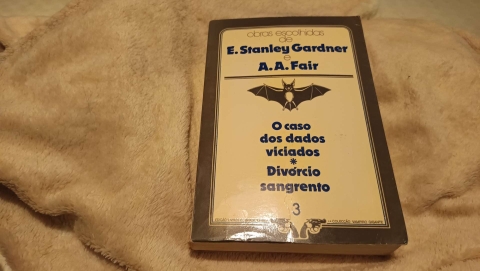 obras escolhidas
de
E. Stanley Gardner
e
A.A. Fair
O caso
dos dados
viciados
*
Divórcio
sangrento
3